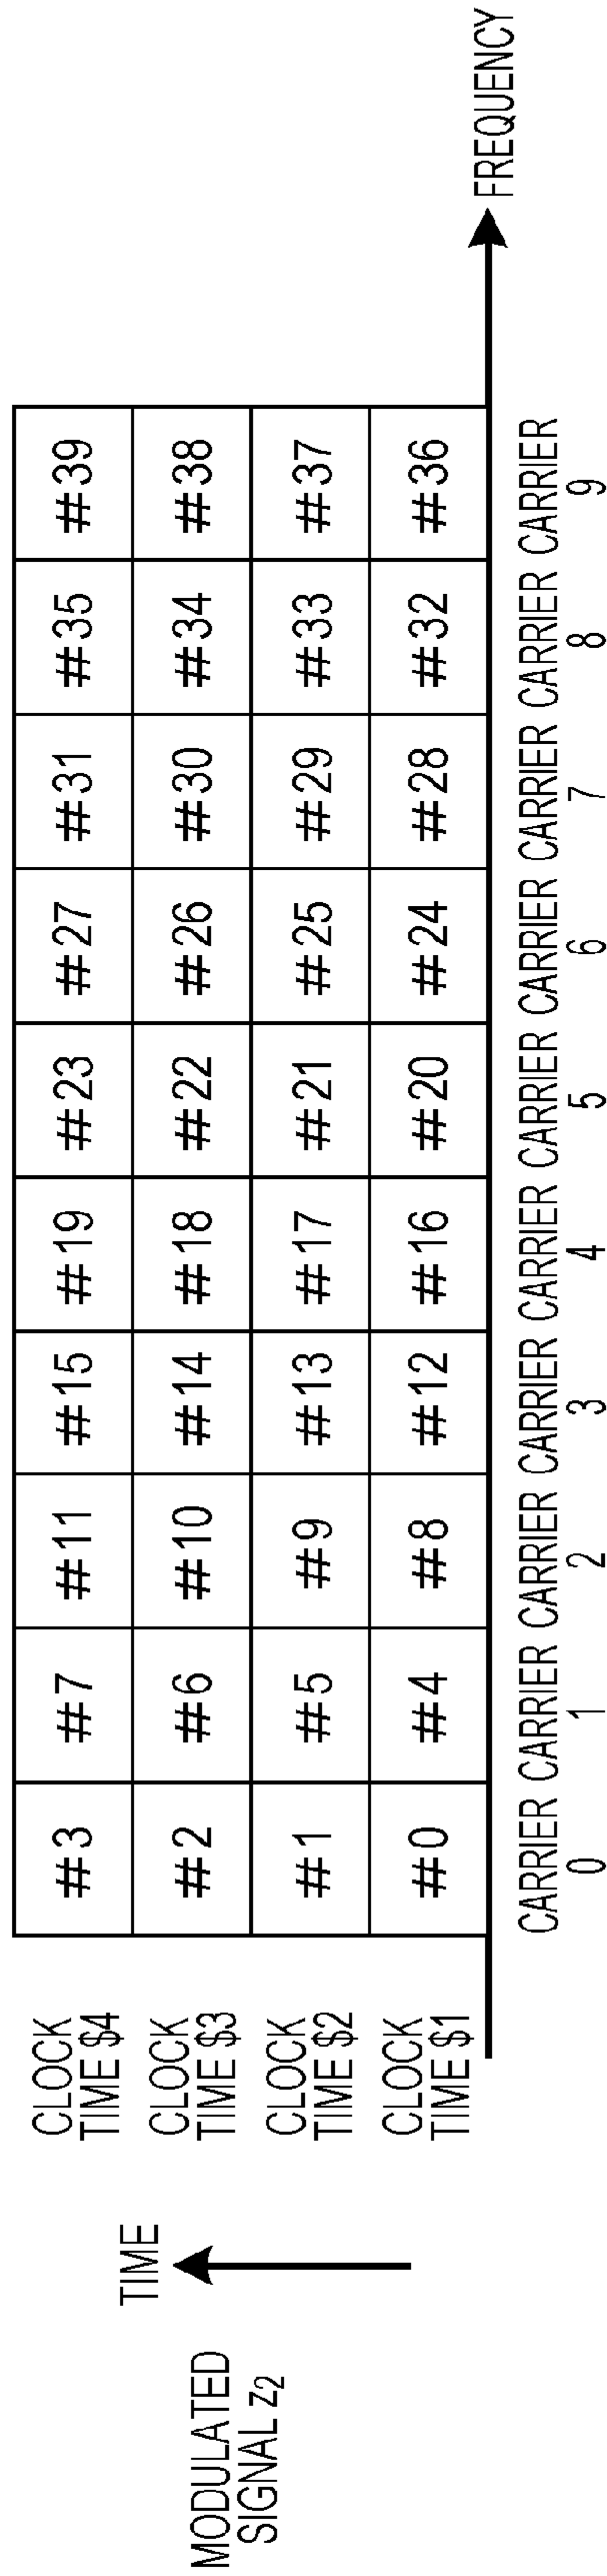 MODULATED
SIGNAL z2
TIME
CLOCK
TIME $4
#3 #7 #11 #15 #19 #23 #27 #31 #35 #39
CLOCK
TIME $3
#2 #6 #10 #14 #18 #22 #26 #30 #34 #38
CLOCK
TIME $2
#1 #5 #9 #13 #17 #21 #25 #29 #33 #37
CLOCK
TIME $1
#0 #4 #8 #12 #16 #20 #24 #28 #32 #36
FREQUENCY
CARRIER CARRIER CARRIER CARRIER CARRIER CARRIER CARRIER CARRIER CARRIER CARRIER
0 1 2 3 4 5 6 7 8 9